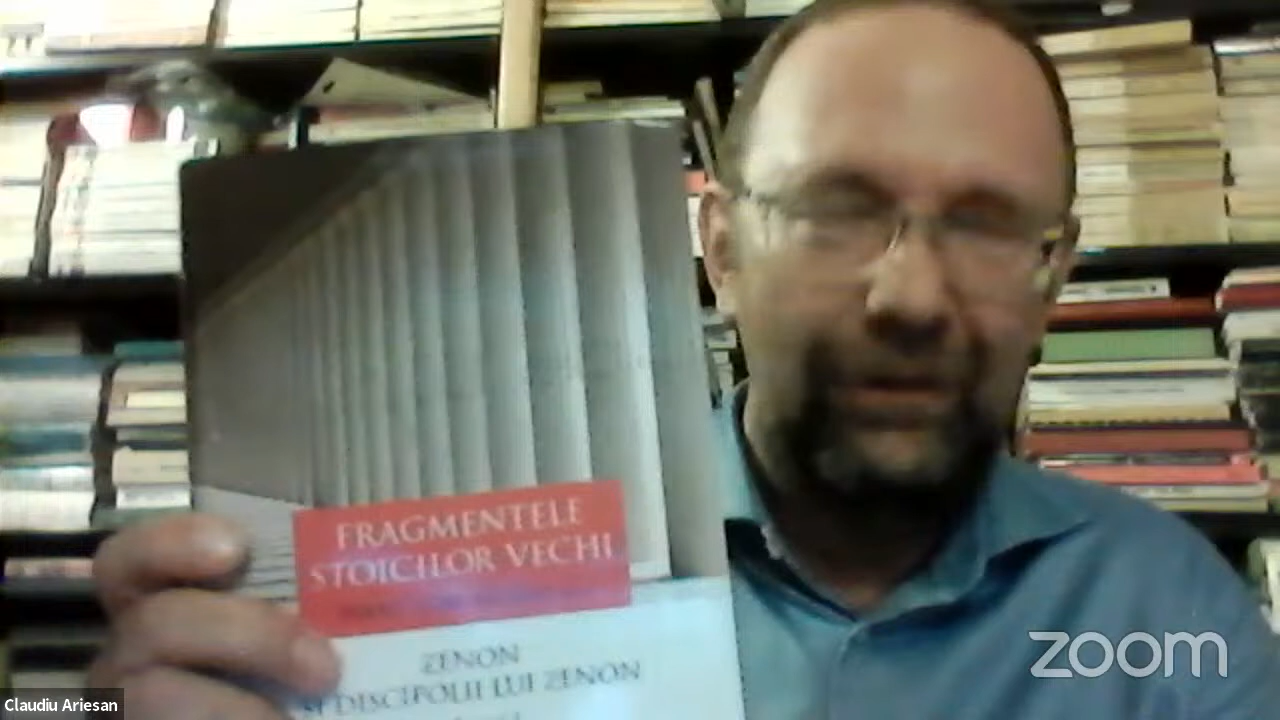 FRAGMENTELE
STOICILOR VECHI
ZENON
ȘI DISCIPOLII LUI ZENON
zoom
Claudiu Ariesan